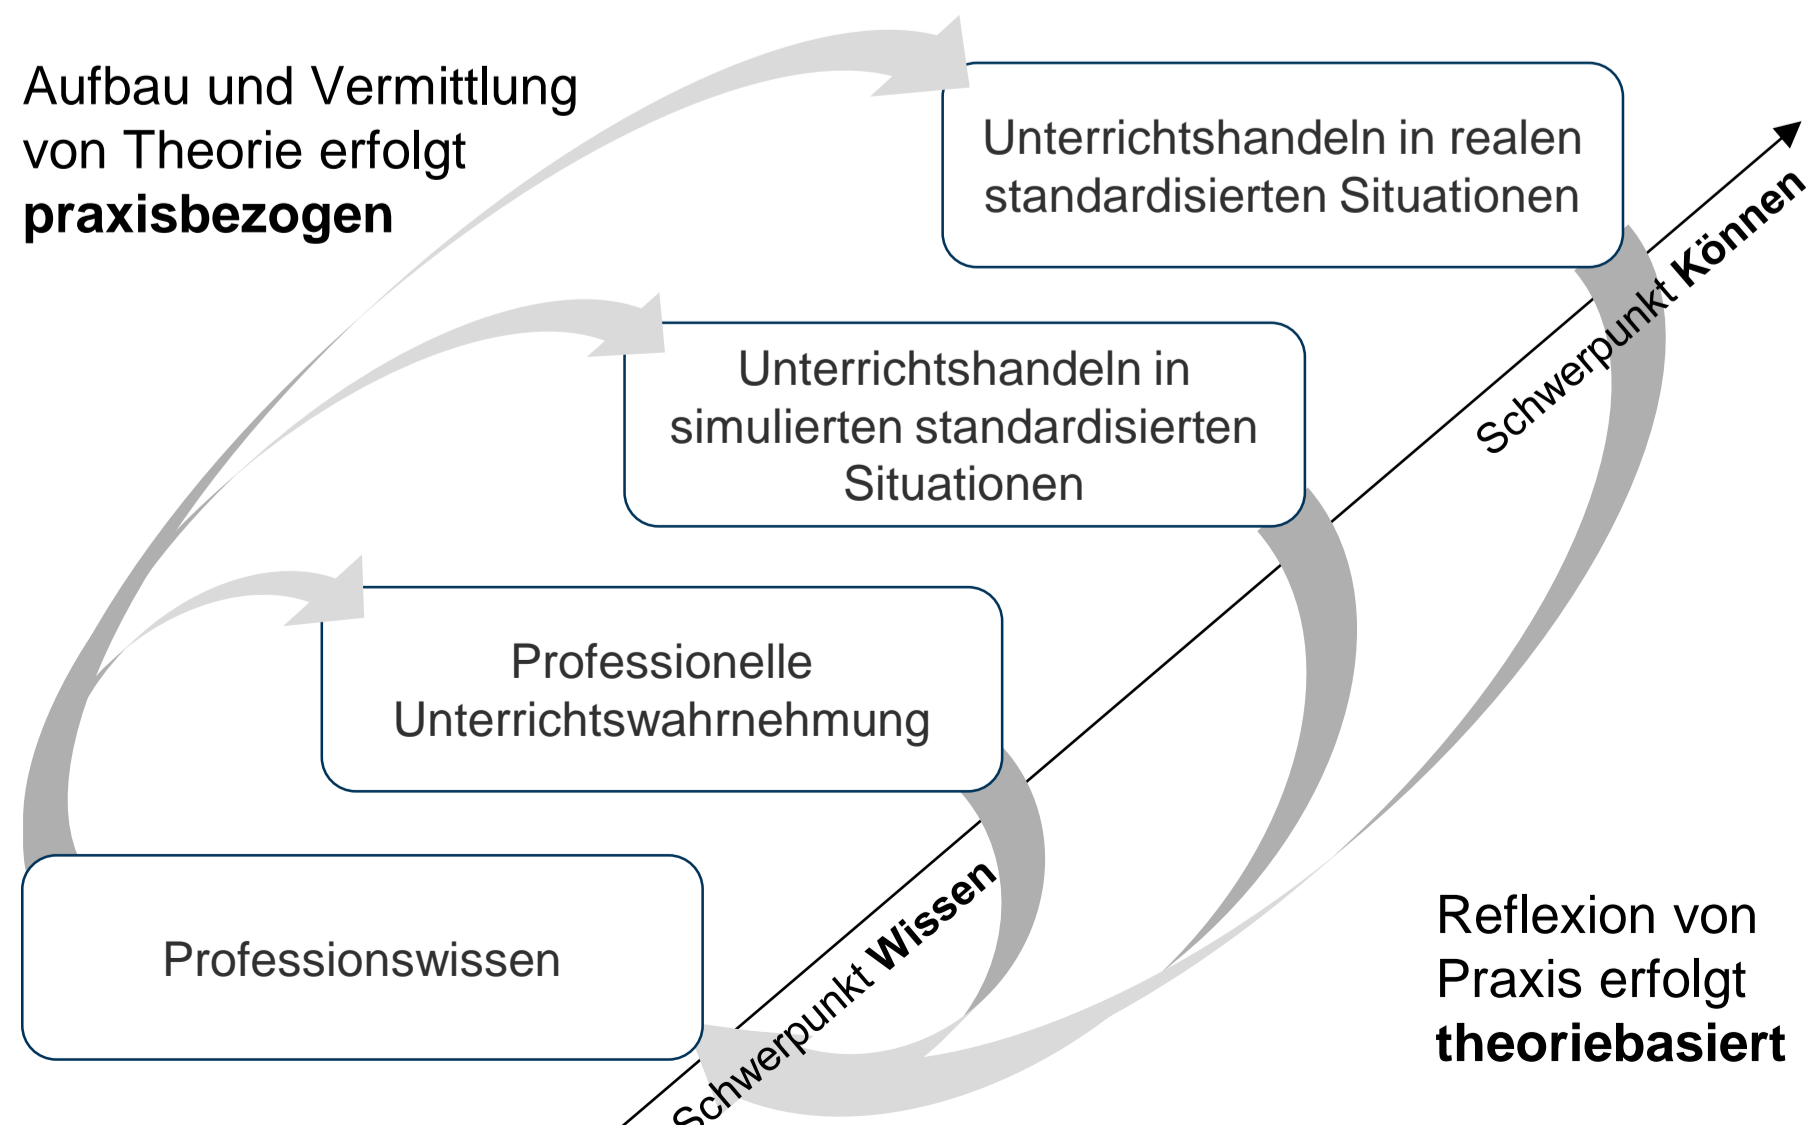 Aufbau und Vermittlung
von Theorie erfolgt
praxisbezogen
Unterrichtshandeln in realen
standardisierten Situationen
Schwerpunkt Können
Unterrichtshandeln in
simulierten standardisierten
Situationen
Professionelle
Unterrichtswahrnehmung
Professionswissen
Schwerpunkt Wissen
Reflexion von
Praxis erfolgt
theoriebasiert